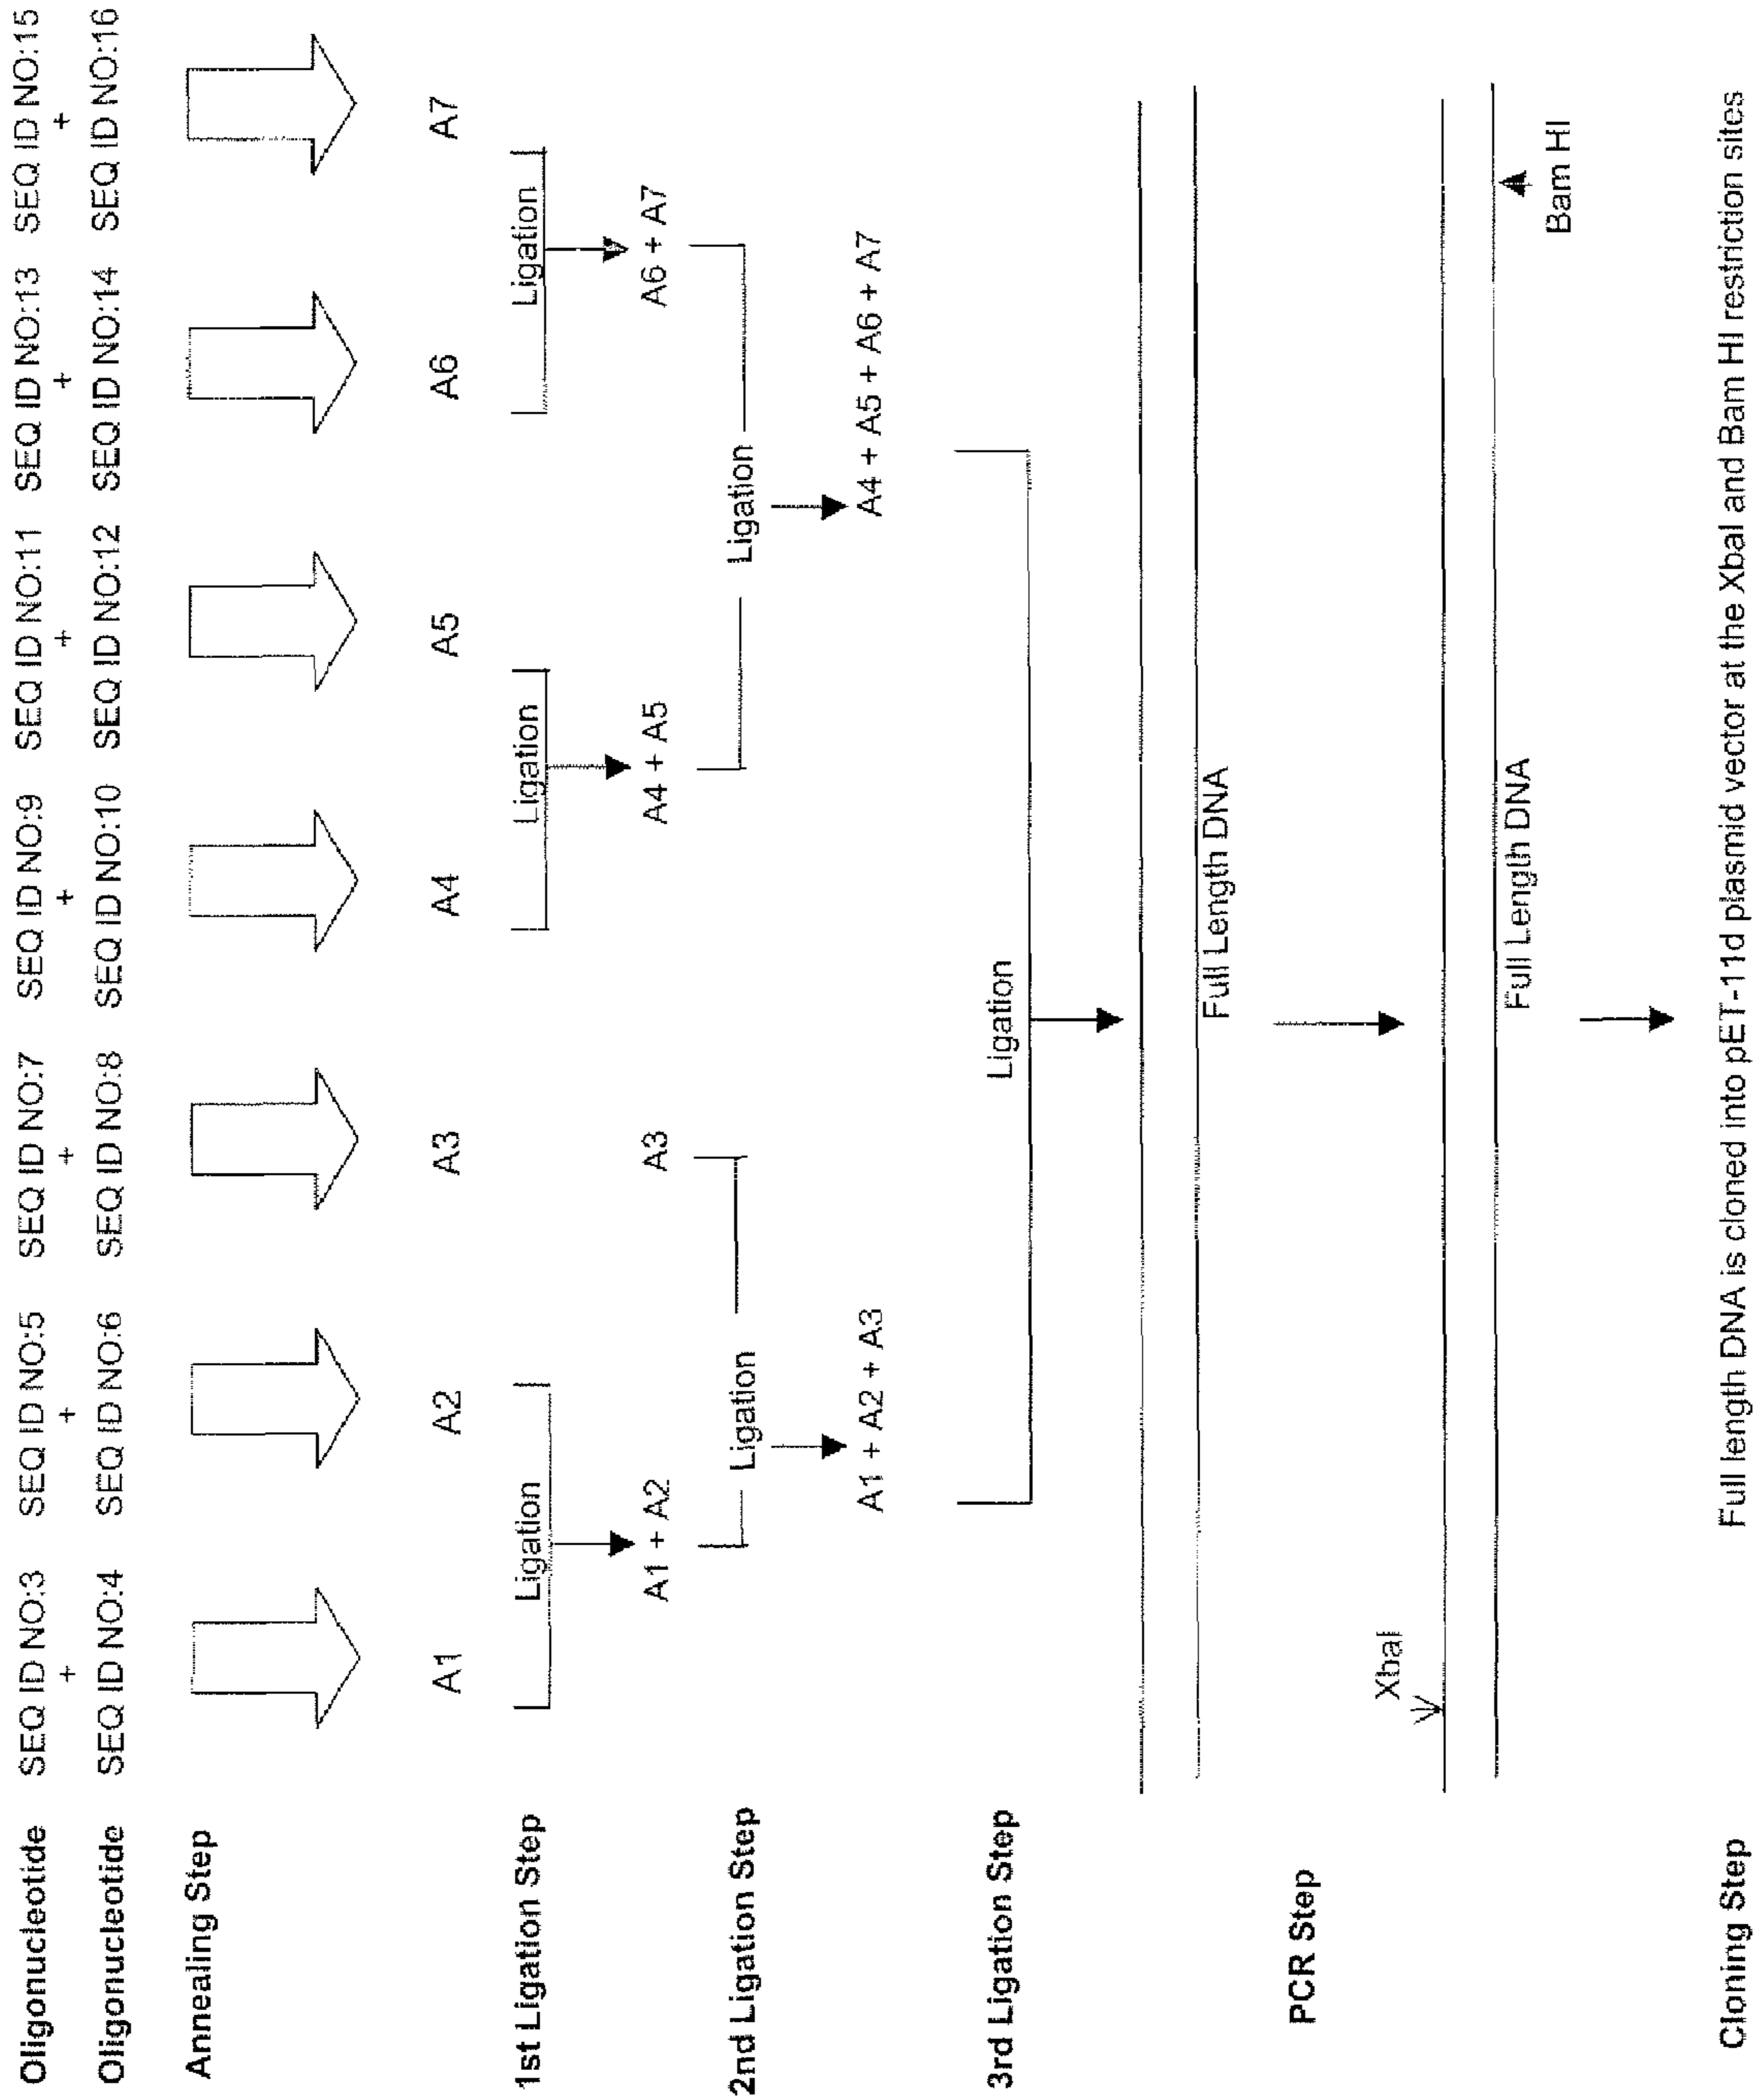 Oligonucleotide SEQ ID NO:3 SEQ ID NO:5 SEQ ID NO:7 SEQ ID NO:9 SEQ ID NO:11 SEQ ID NO:13 SEQ ID NO:15
+ + + + + + +
Oligonucleotide SEQ ID NO:4 SEQ ID NO:6 SEQ ID NO:8 SEQ ID NO:10 SEQ ID NO:12 SEQ ID NO:14 SEQ ID NO:16
Annealing Step
A1 A2 A3 A4 A5 A6 A7
1st Ligation Step Ligation Ligation Ligation
A1 + A2 A3 A4 + A5 A6 + A7
2nd Ligation Step Ligation Ligation
A1 + A2 + A3 A4 + A5 + A6 + A7
3rd Ligation Step Ligation
Full Length DNA
PCR Step
XbaI
Full Length DNA
Bam HI
Cloning Step Full length DNA is cloned into pET-11d plasmid vector at the XbaI and Bam HI restriction sites